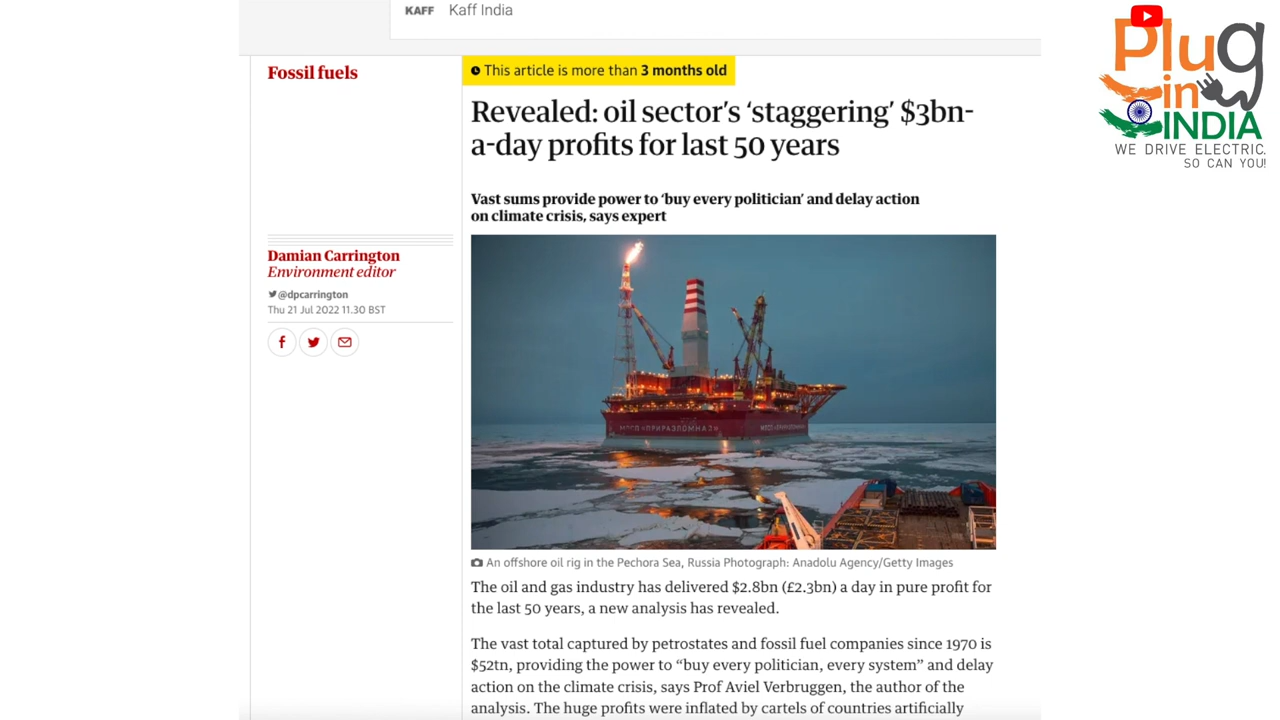 KAFF Kaff India
Plug
in
INDIA
WE DRIVE ELECTRIC.
SO CAN YOU!
Fossil fuels
This article is more than 3 months old
Revealed: oil sector's ‘staggering’ $3bn-
a-day profits for last 50 years
Vast sums provide power to ‘buy every politician’ and delay action
on climate crisis, says expert
Damian Carrington
Environment editor
@dpcarrington
Thu 21 Jul 2022 11.30 BST
МЛСП «ПРИРАЗЛОМНАЯ»
An offshore oil rig in the Pechora Sea, Russia Photograph: Anadolu Agency/Getty Images
The oil and gas industry has delivered $2.8bn (£2.3bn) a day in pure profit for
the last 50 years, a new analysis has revealed.
The vast total captured by petrostates and fossil fuel companies since 1970 is
$52tn, providing the power to “buy every politician, every system” and delay
action on the climate crisis, says Prof Aviel Verbruggen, the author of the
analysis. The huge profits were inflated by cartels of countries artificially